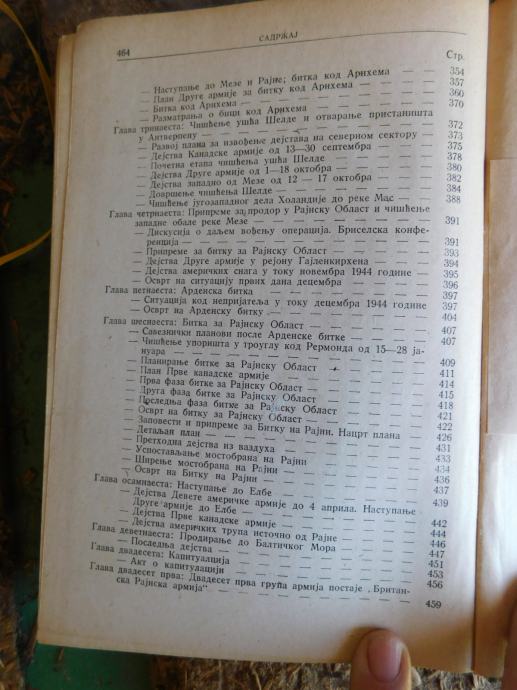 464 САДРЖАЈ
Стр.
— Наступање до Мезе и Рајне; битка код Арнхема — 354
— План Друге армије за битку код Арнхема — — — 357
— Битка код Арнхема — — — — — — — 360
— Разматрања о бици код Арнхема — — — — 370
Глава тринаеста: Чишћење ушћа Шелде и отварање пристаништа
у Антверпену — — — — — — — — — 372
— Развој плана за извођење дејстава на северном сектору — 373
— Дејства Канадске армије од 13—30 септембра — — 375
— Почетна етапа чишћења ушћа Шелде — — — — 378
— Дејства Друге армије од 1—18 октобра — — — — 380
— Дејства западно од Мезе од 12 — 17 октобра — — 382
— Довршење чишћења Шелде — — — — — — 384
— Чишћење југозападног дела Холандије до реке Мас — 388
Глава четрнаеста: Припреме за продор у Рајнску Област и чишћење
западне обале реке Мезе — — — — — — — 391
— Дискусија о даљем вођењу операција. Бриселска конфе-
ренција — — — — — — — — — — 391
— Припреме за битку за Рајнску Област — — — — 393
— Дејства Друге армије у рејону Гајленкирхена — — 394
— Дејства америчких снага у току новембра 1944 године — 395
— Осврт на ситуацију првих дана децембра — — — 396
Глава петнаеста: Арденска битка — — — — — — 397
— Ситуација код непријатеља у току децембра 1944 године 397
— Осврт на Арденску битку — — — — — — 404
Глава шеснаеста: Битка за Рајнску Област — — — — 407
— Савезнички планови после Арденске битке — — — 407
— Чишћење упоришта у троуглу код Рермонда од 15—28 ја-
нуара — — — — — — — — — — 409
— Планирање битке за Рајнску Област — — — — 411
— План Прве канадске армије — — — — — — 414
— Прва фаза битке за Рајнску Област — — — — 415
— Друга фаза битке за Рајнску Област — — — — 418
— Последња фаза битке за Рајнску Област — — — 421
— Осврт на битку за Рајнску Област — — — — — 422
— Заповести и припреме за Битку на Рајни. Нацрт плана — 426
— Детаљан план — — — — — — — — 431
— Претходна дејства из ваздуха — — — — — 433
— Успостављање мостобрана на Рајни — — — — 434
— Ширење мостобрана на Рајни — — — — — 436
— Осврт на Битку на Рајни — — — — — — 437
Глава осамнаеста: Наступање до Елбе — — — — — 439
— Дејства Девете америчке армије до 4 априла. Наступање
Друге армије до Елбе — — — — — — — 442
— Дејства Прве канадске армије — — — — — 444
— Дејства америчких трупа источно од Рајне — — — 446
Глава деветнаеста: Продирање до Балтичког Мора — — — 447
— Последња дејства — — — — — — — 451
Глава двадесета: Капитуалција — — — — — — 453
— Акт о капитулацији — — — — — — — 456
Глава двадесет прва: Двадесет прва група армија постаје „Британ-
ска Рајнска армија“ — — — — — — — — 459